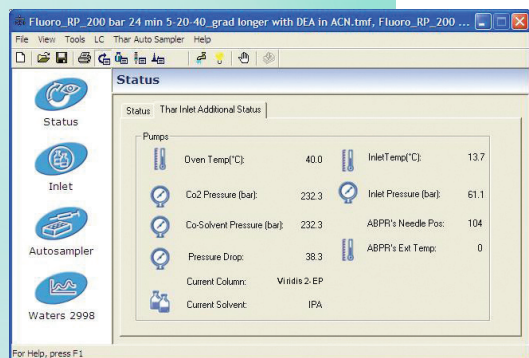 Fluoro_RP_200 bar 24 min 5-20-40_grad longer with DEA in ACN.tmf, Fluoro_RP_200 ...
File View Tools LC Thar Auto Sampler Help
Status
Status
Inlet
Autosampler
Waters 2998
Status Thar Inlet Additional Status
Pumps
Oven Temp(°C): 40.0 InletTemp(°C): 13.7
Co2 Pressure (bar): 232.3 Inlet Pressure (bar): 61.1
Co-Solvent Pressure (bar): 232.3 ABPR's Needle Pos: 104
Pressure Drop: 38.3 ABPR's Ext Temp: 0
Current Column: Viridis 2-EP
Current Solvent: IPA
For Help, press F1